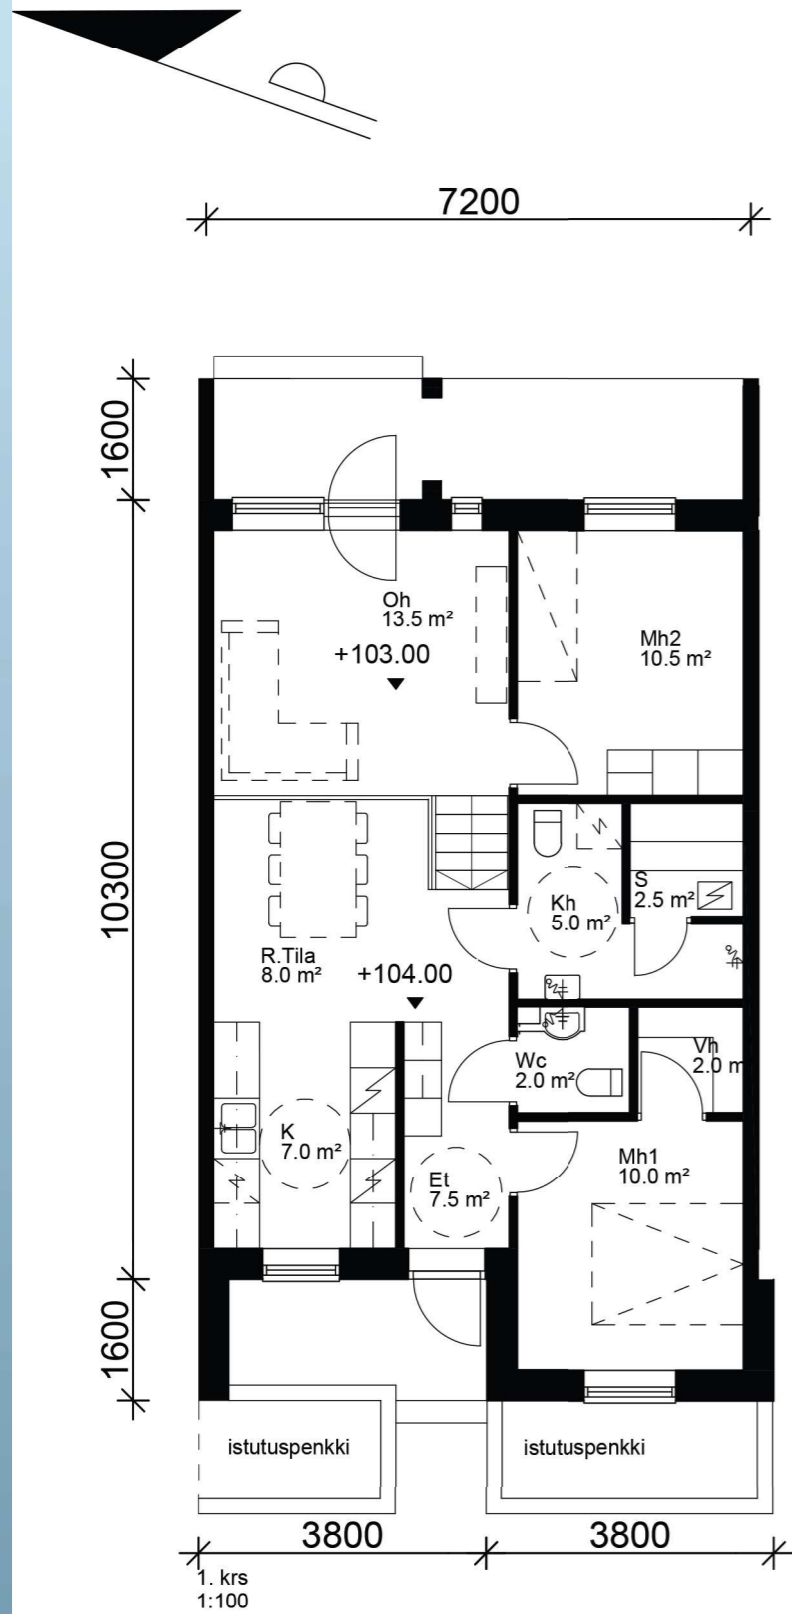 7200
1600
Oh
13.5 m²
+103.00
Mh2
10.5 m²
10300
S
2.5 m²
Kh
5.0 m²
R.Tila
8.0 m²
+104.00
Vh
2.0 m
Wc
2.0 m²
K
7.0 m²
Mh1
10.0 m²
Et
7.5 m²
1600
istutuspenkki
istutuspenkki
3800
3800
1. krs
1:100